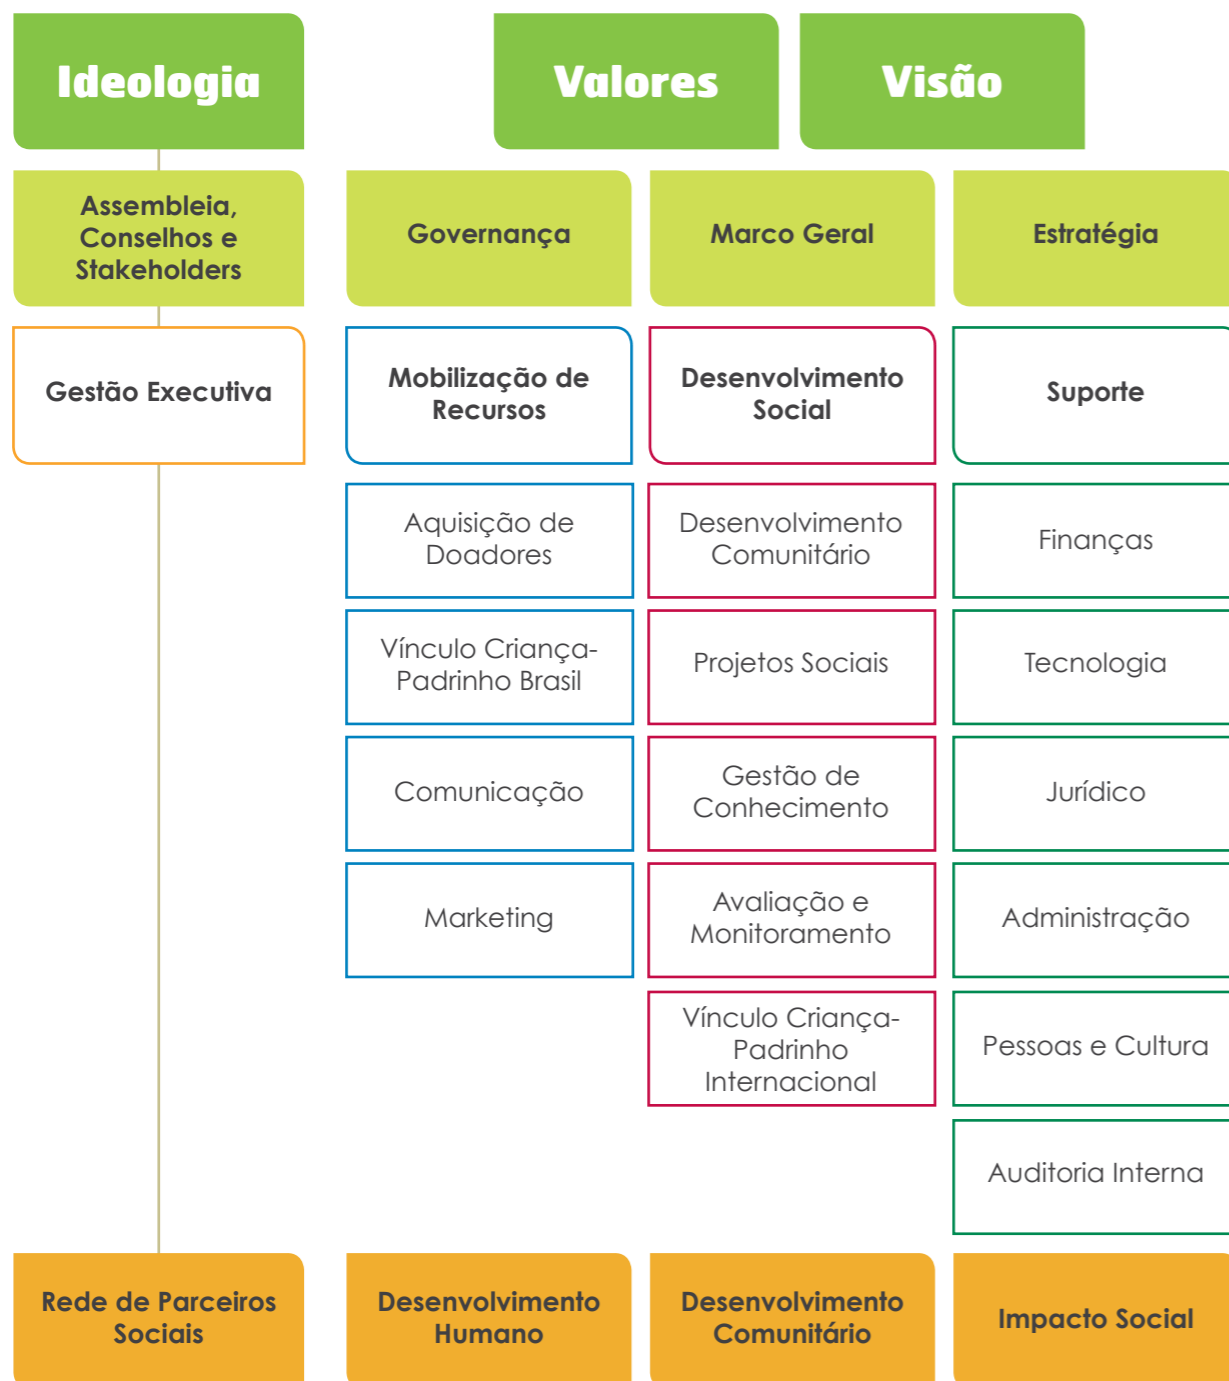 Ideologia
Valores
Visão
Assembleia,
Conselhos e
Stakeholders
Governança
Marco Geral
Estratégia
Gestão Executiva
Mobilização de
Recursos
Desenvolvimento
Social
Suporte
Aquisição de
Doadores
Desenvolvimento
Comunitário
Finanças
Vínculo Criança-
Padrinho Brasil
Projetos Sociais
Tecnologia
Comunicação
Gestão de
Conhecimento
Jurídico
Marketing
Avaliação e
Monitoramento
Administração
Vínculo Criança-
Padrinho
Internacional
Pessoas e Cultura
Auditoria Interna
Rede de Parceiros
Sociais
Desenvolvimento
Humano
Desenvolvimento
Comunitário
Impacto Social